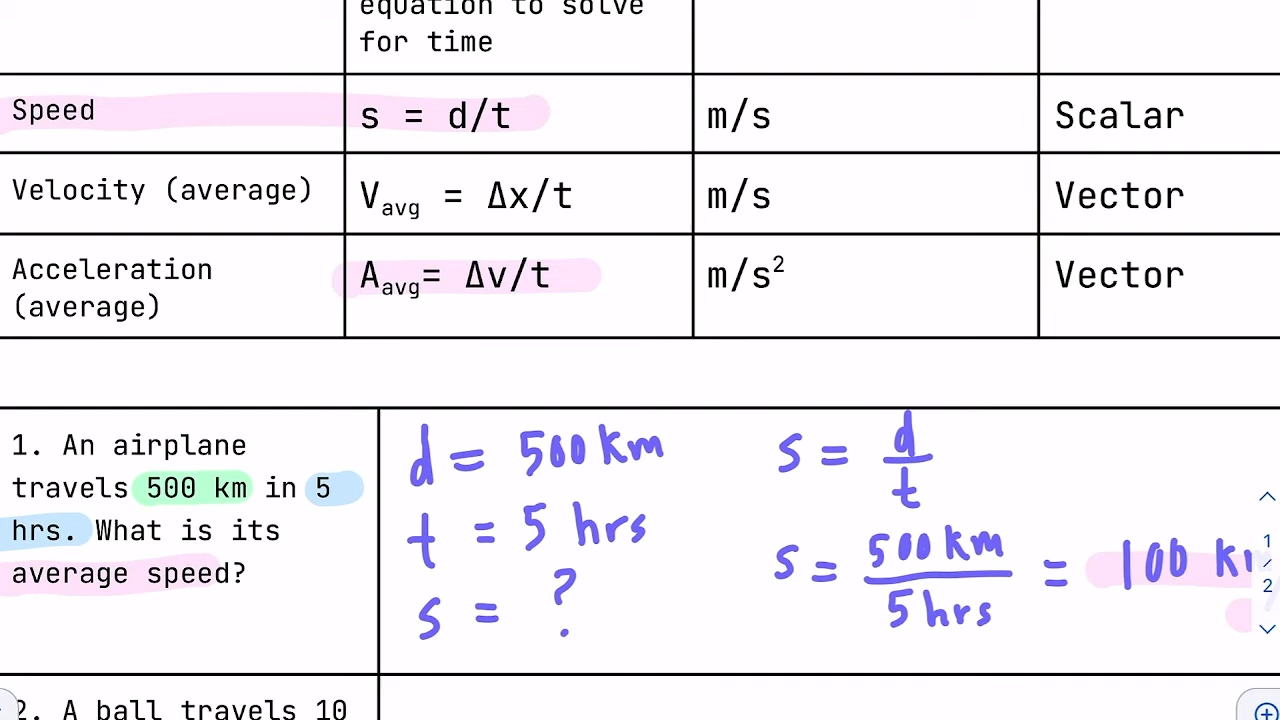 equation to solve
for time
Speed
s = d/t
m/s
Scalar
Velocity (average)
Vavg = Δx/t
m/s
Vector
Acceleration
(average)
Aavg= Δv/t
m/s²
Vector
1. An airplane
travels 500 km in 5
hrs. What is its
average speed?
d = 500 km
t = 5 hrs
s = ?
s = d/t
s = 500 km/5 hrs = 100
2. A ball travels 10
1
2